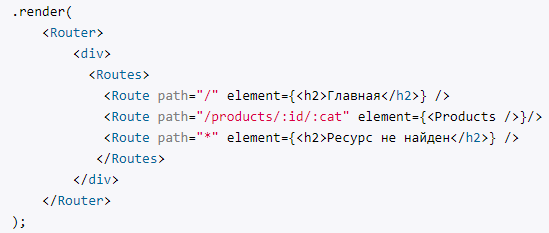 .render(
    <Router>
        <div>
          <Routes>
            <Route path="/" element={<h2>Главная</h2>} />
            <Route path="/products/:id/:cat" element={<Products />}/>
            <Route path="*" element={<h2>Ресурс не найден</h2>} />
           </Routes>
        </div>
    </Router>
);